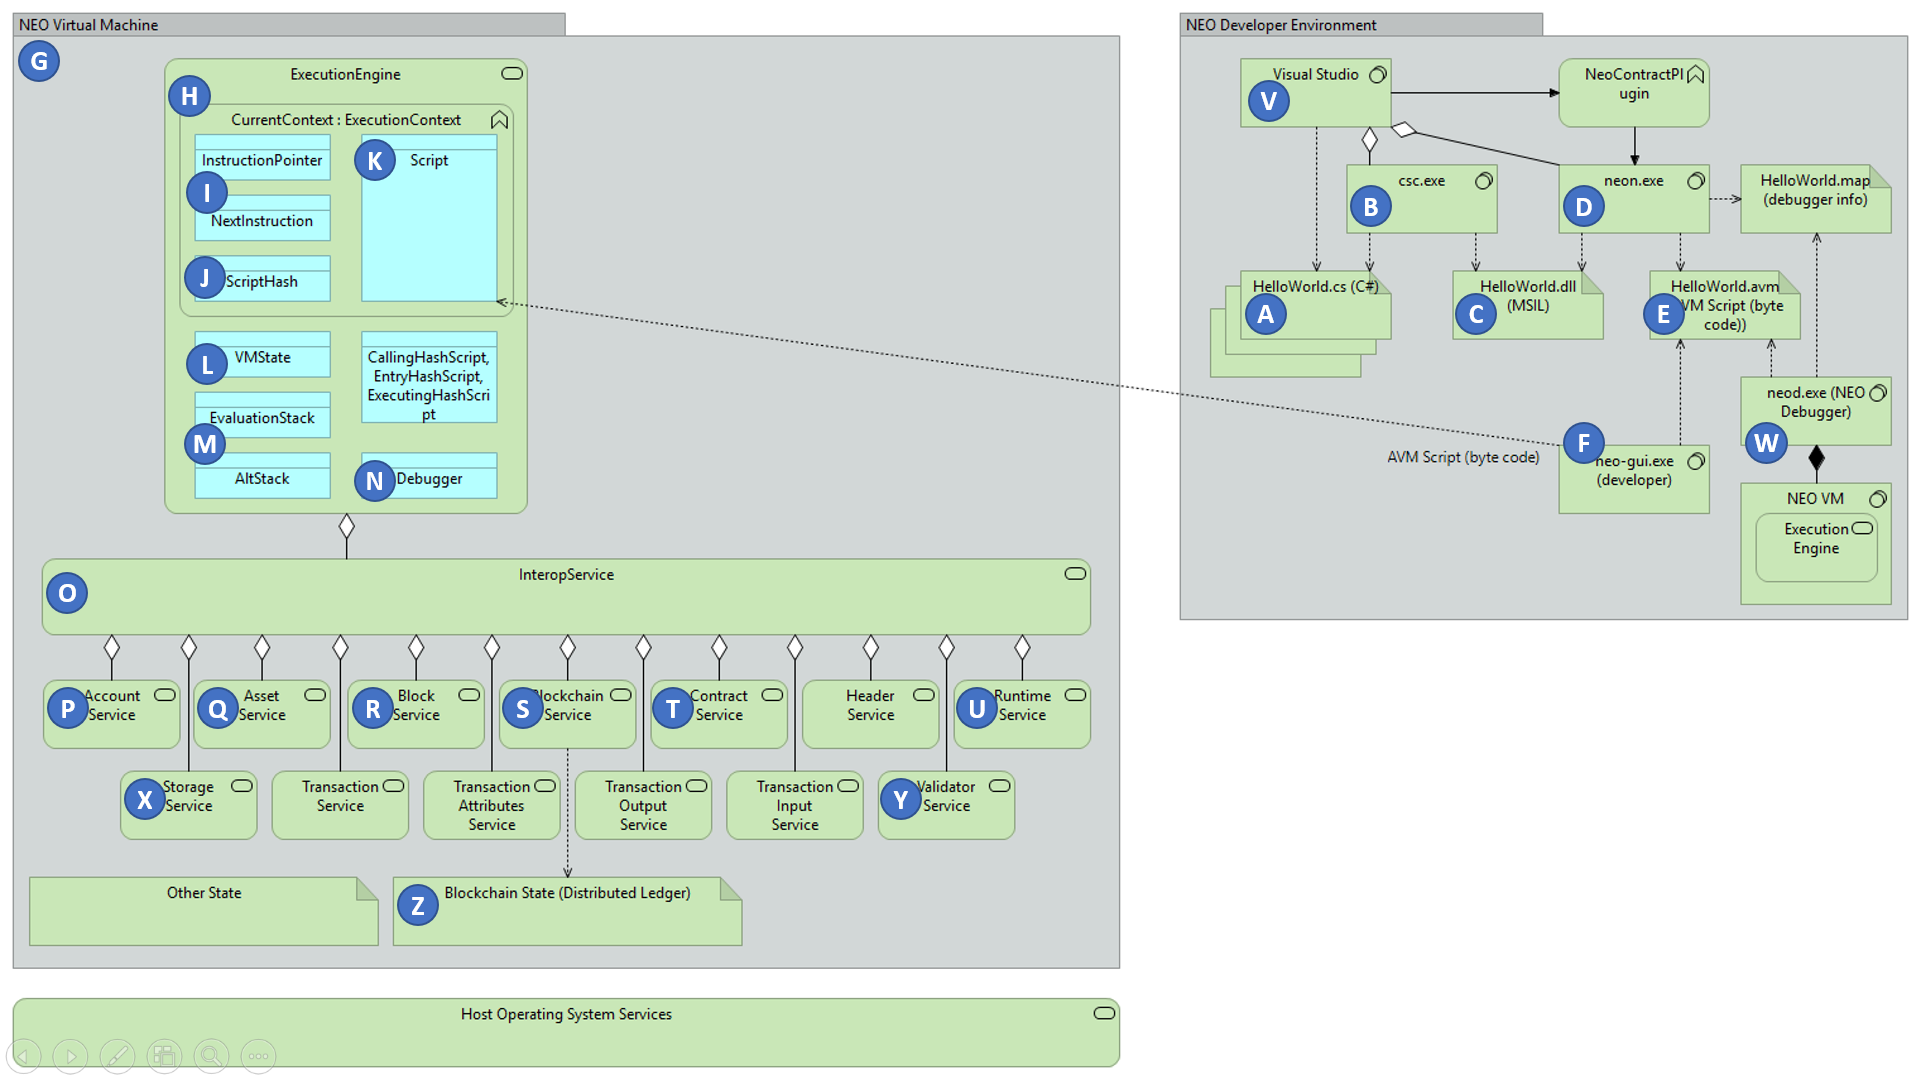 NEO Virtual Machine
G
ExecutionEngine
H
CurrentContext : ExecutionContext
InstructionPointer
I
NextInstruction
J
ScriptHash
K
Script
L
VMState
EvaluationStack
M
AltStack
CallingHashScript,
EntryHashScript,
ExecutingHashScri
pt
N
Debugger
O
InteropService
P
Account
Service
Q
Asset
Service
R
Block
Service
S
Blockchain
Service
T
Contract
Service
Header
Service
U
Runtime
Service
X
Storage
Service
Transaction
Service
Transaction
Attributes
Service
Transaction
Output
Service
Transaction
Input
Service
Y
Validator
Service
Other State
Z
Blockchain State (Distributed Ledger)
Host Operating System Services
NEO Developer Environment
Visual Studio
V
NeoContractPl
ugin
csc.exe
B
neon.exe
D
HelloWorld.map
(debugger info)
HelloWorld.cs (C#)
A
HelloWorld.dll
(MSIL)
C
HelloWorld.avm
VM Script (byte
code))
E
neod.exe (NEO
Debugger)
W
F
neo-gui.exe
(developer)
AVM Script (byte code)
NEO VM
Execution
Engine